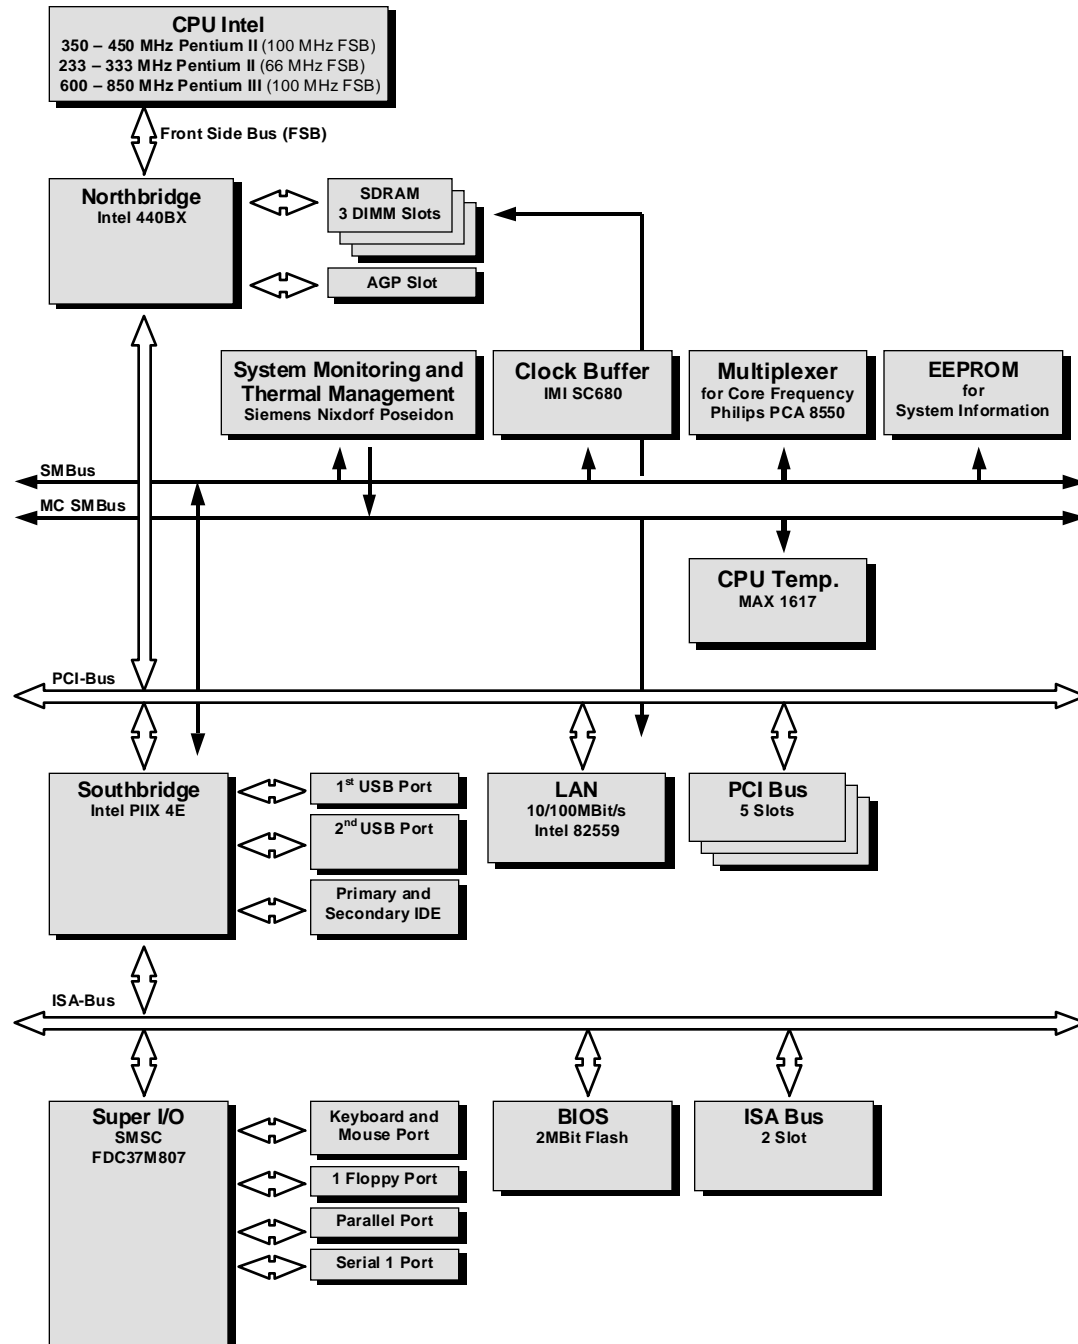 CPU Intel
350 – 450 MHz Pentium II (100 MHz FSB)
233 – 333 MHz Pentium II (66 MHz FSB)
600 – 850 MHz Pentium III (100 MHz FSB)
Front Side Bus (FSB)
Northbridge
Intel 440BX
SDRAM
3 DIMM Slots
AGP Slot
System Monitoring and
Thermal Management
Siemens Nixdorf Poseidon
Clock Buffer
IMI SC680
Multiplexer
for Core Frequency
Philips PCA 8550
EEPROM
for
System Information
SMBus
MC SMBus
CPU Temp.
MAX 1617
PCI-Bus
Southbridge
Intel PIIX 4E
1st USB Port
2nd USB Port
Primary and
Secondary IDE
LAN
10/100MBit/s
Intel 82559
PCI Bus
5 Slots
ISA-Bus
Super I/O
SMSC
FDC37M807
Keyboard and
Mouse Port
1 Floppy Port
Parallel Port
Serial 1 Port
BIOS
2MBit Flash
ISA Bus
2 Slot